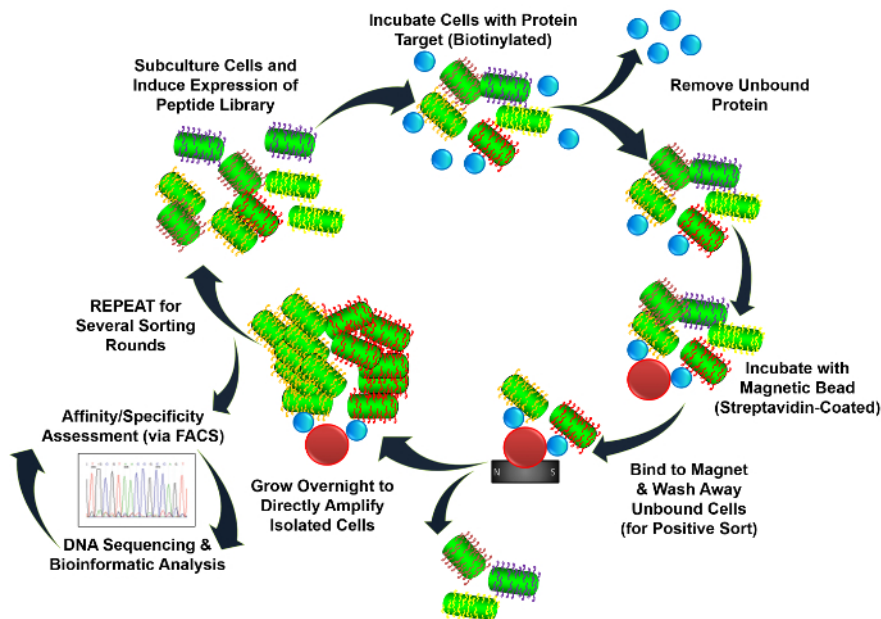 Incubate Cells with Protein
Target (Biotinylated)
Subculture Cells and
Induce Expression of
Peptide Library
Remove Unbound
Protein
REPEAT for
Several Sorting
Rounds
Incubate with
Magnetic Bead
(Streptavidin-Coated)
Affinity/Specificity
Assessment (via FACS)
N S
Grow Overnight to
Directly Amplify
Isolated Cells
Bind to Magnet
& Wash Away
Unbound Cells
(for Positive Sort)
DNA Sequencing &
Bioinformatic Analysis